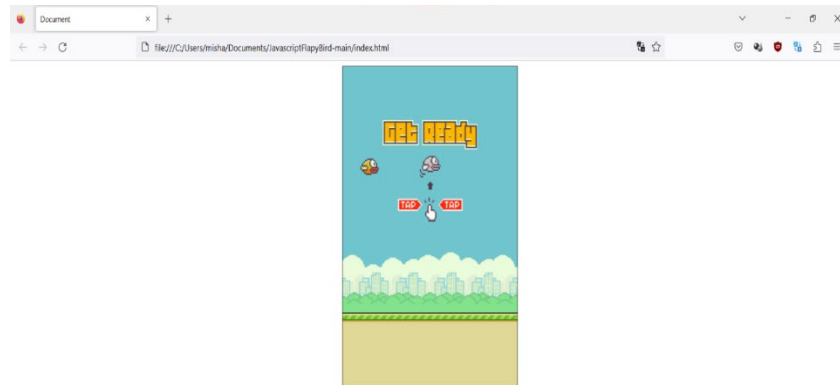 Document
file:///C:/Users/misha/Documents/JavascriptFlapyBird-main/index.html
Get Ready
TAP TAP